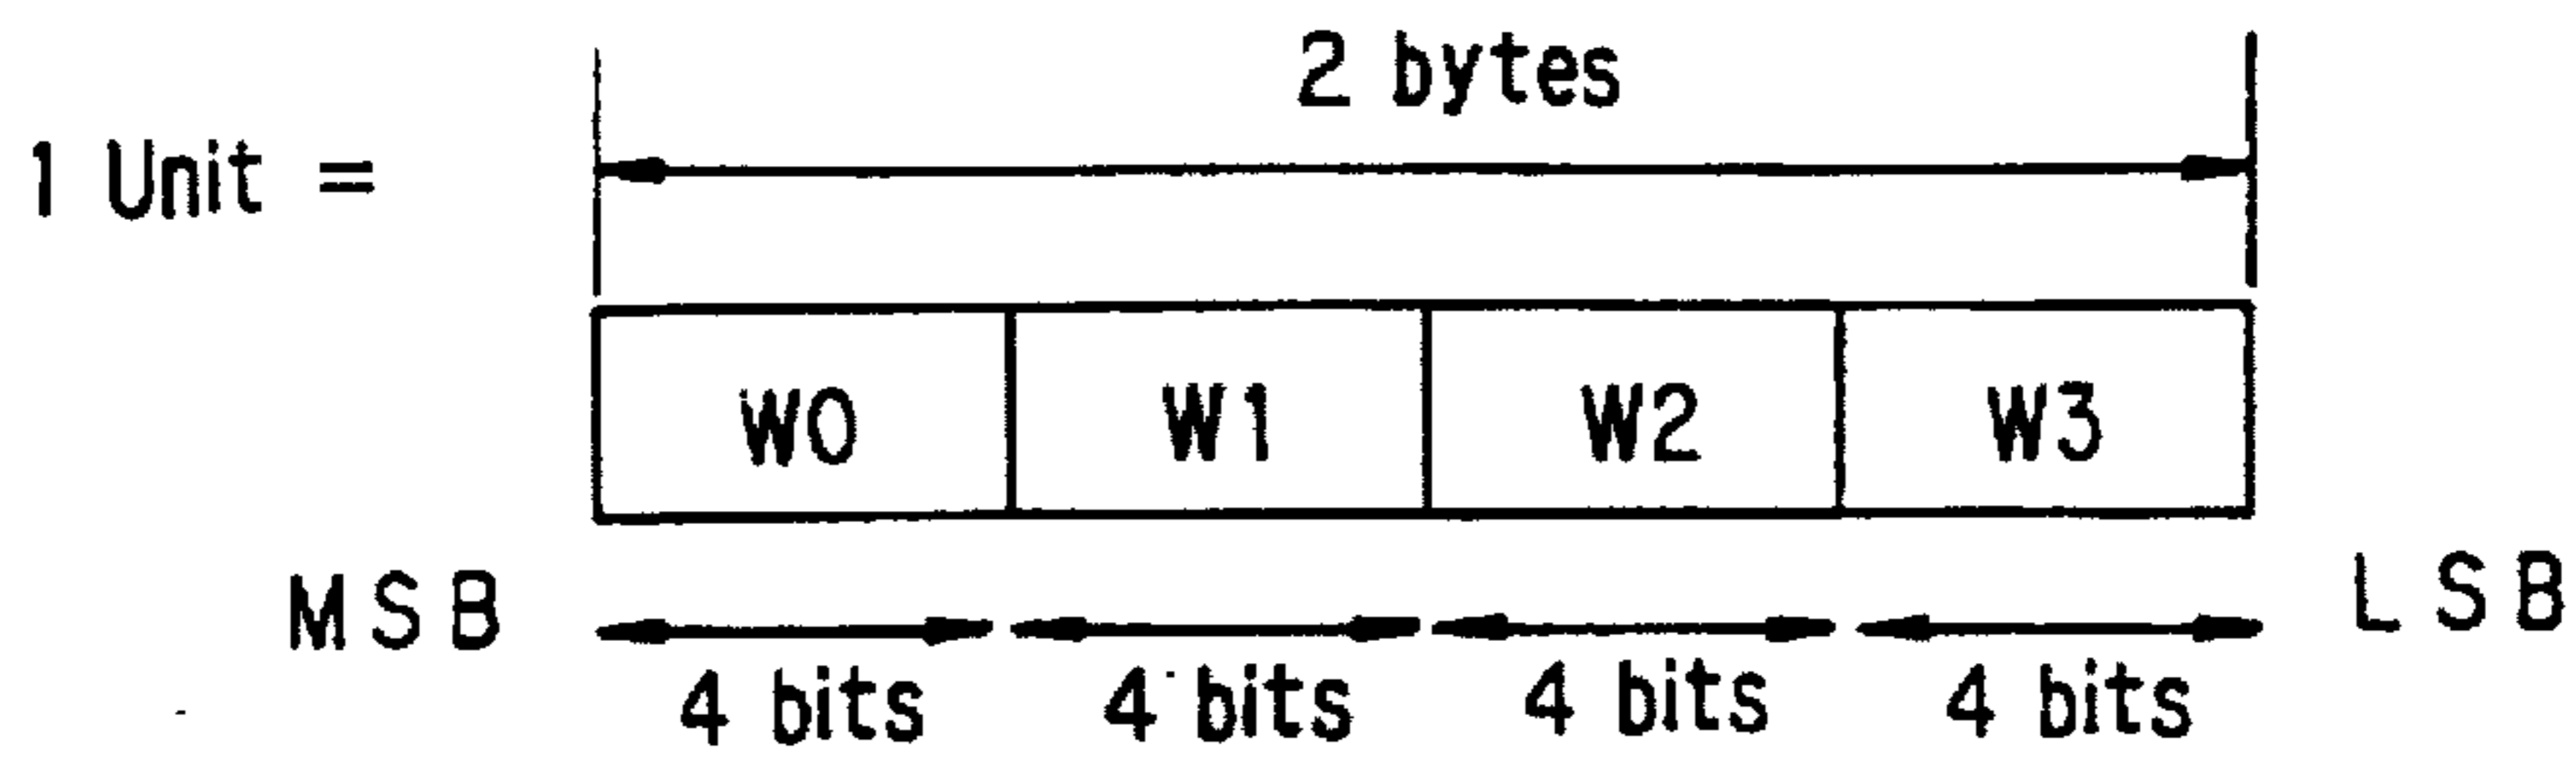 2 bytes
1 Unit =
W0 W1 W2 W3
MSB LSB
4 bits 4 bits 4 bits 4 bits